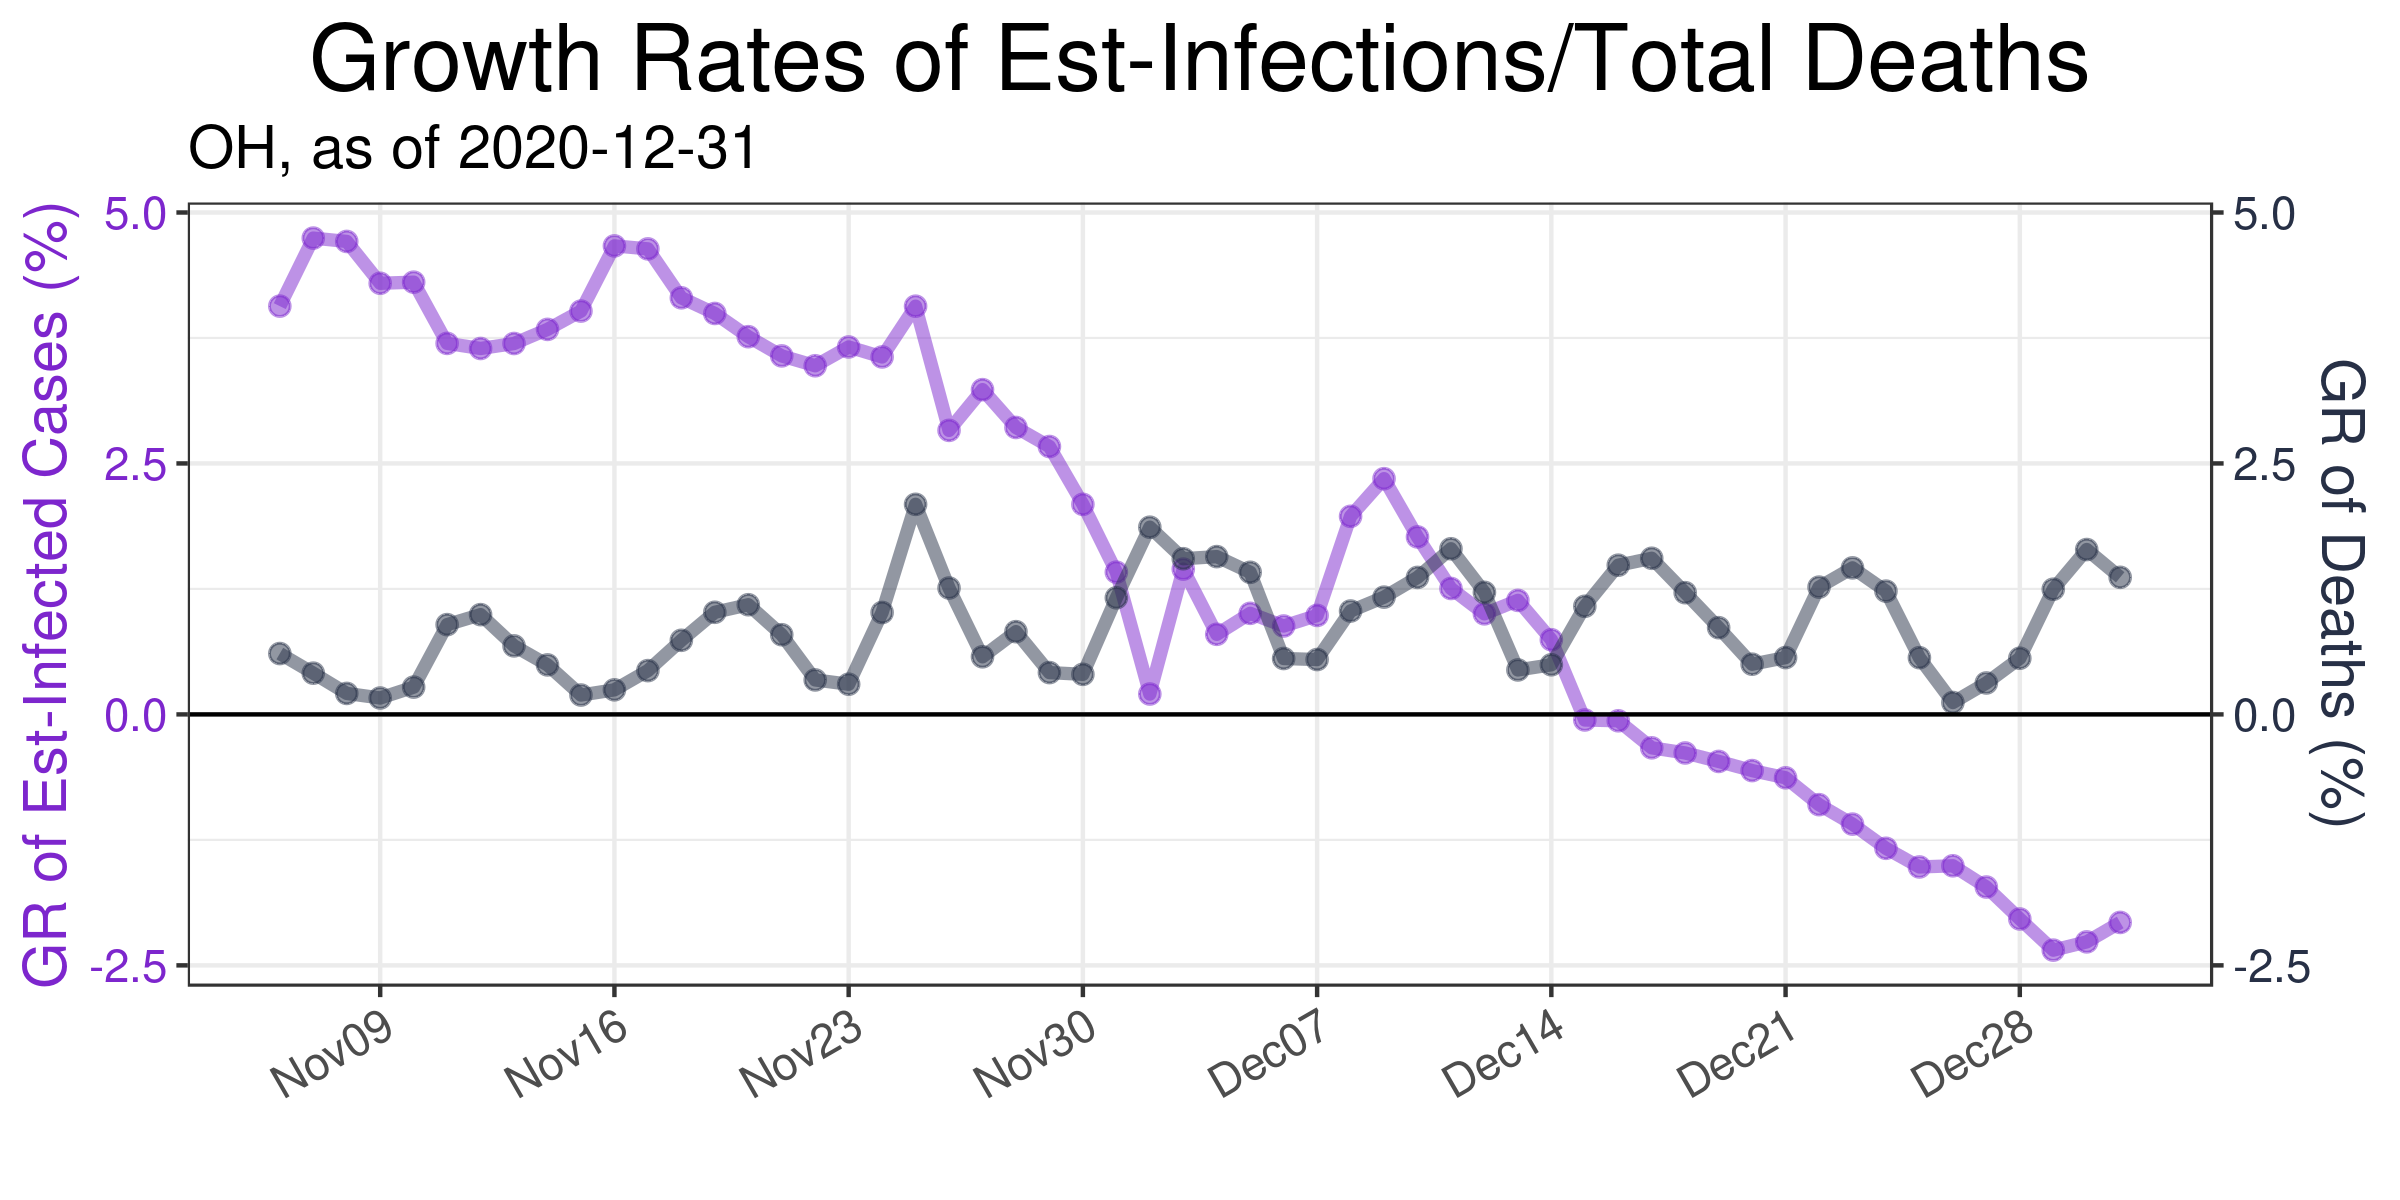 Growth Rates of Est-Infections/Total Deaths
OH, as of 2020-12-31
GR of Est-Infected Cases (%)
5.0
2.5
0.0
-2.5
5.0
2.5
0.0
-2.5
GR of Deaths (%)
Nov09
Nov16
Nov23
Nov30
Dec07
Dec14
Dec21
Dec28